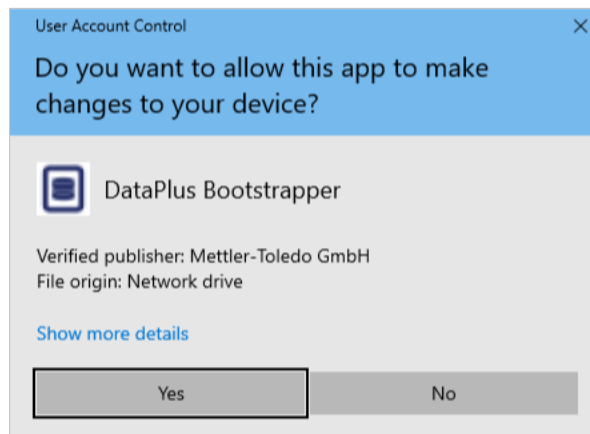 User Account Control
Do you want to allow this app to make
changes to your device?
DataPlus Bootstrapper
Verified publisher: Mettler-Toledo GmbH
File origin: Network drive
Show more details
Yes
No